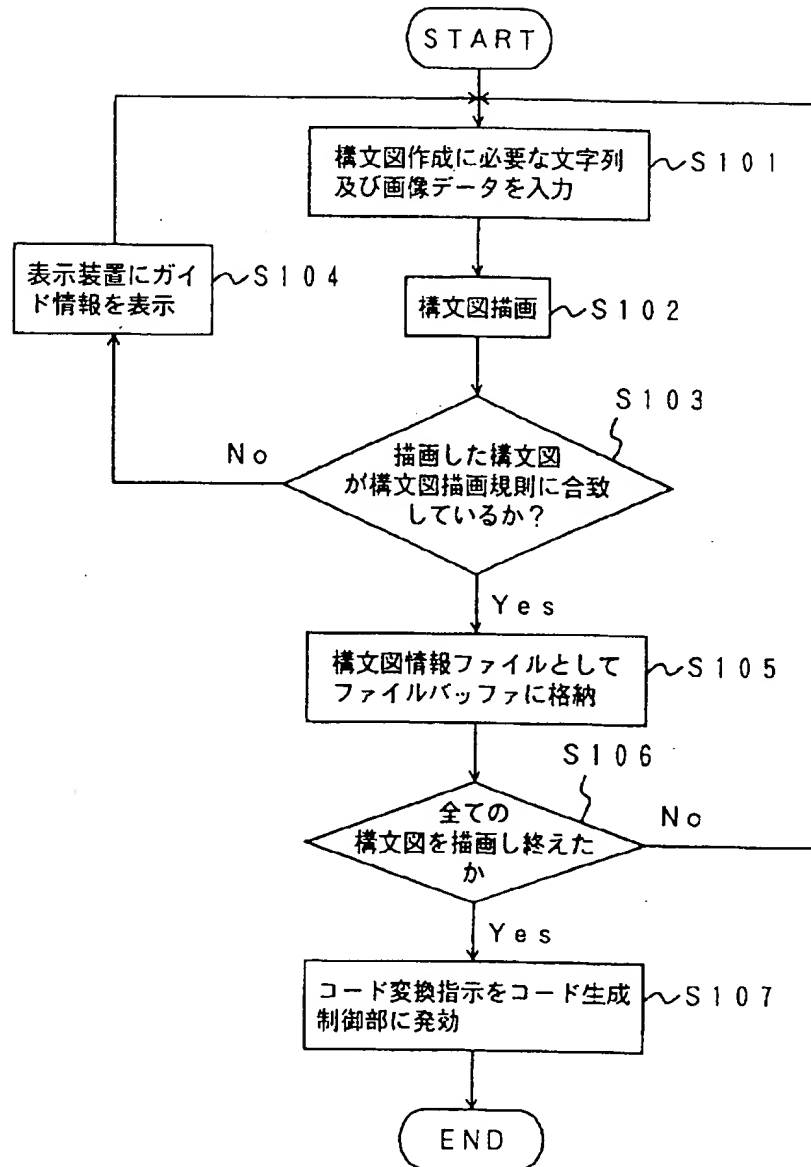 START
構文図作成に必要な文字列
及び画像データを入力
S101
表示装置にガイ
ド情報を表示
S104
構文図描画
S102
S103
No
描画した構文図
が構文図描画規則に合致
しているか?
Yes
構文図情報ファイルとして
ファイルバッファに格納
S105
S106
全ての
構文図を描画し終えた
か
No
Yes
コード変換指示をコード生成
制御部に発効
S107
END